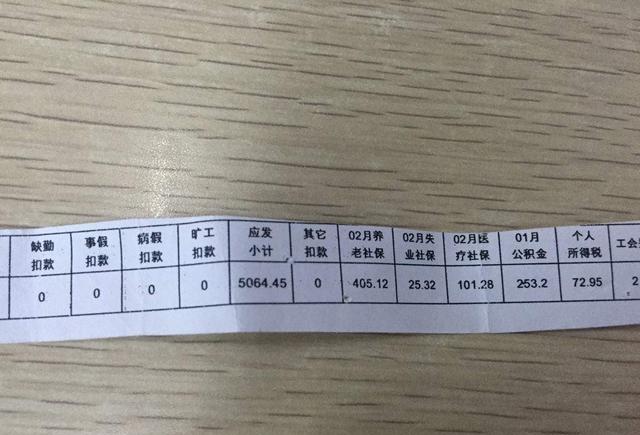 缺勤 事假 病假 旷工 应发 其它 02月养 02月失 02月医 01月 个人 工会
扣款 扣款 扣款 扣款 小计 扣款 老社保 业社保 疗社保 公积金 所得税
0 0 0 0 5064.45 0 405.12 25.32 101.28 253.2 72.95 2